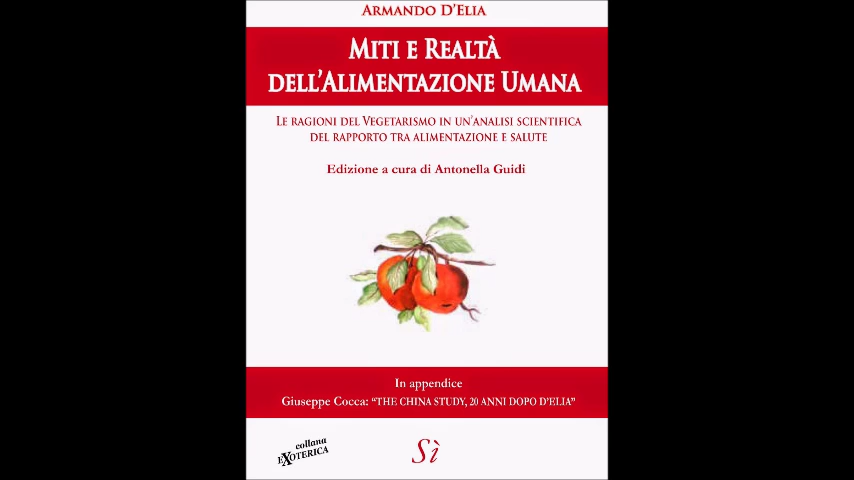 Armando D'Elia
Miti e Realtà
dell'Alimentazione Umana
Le ragioni del Vegetarismo in un'analisi scientifica
del rapporto tra alimentazione e salute
Edizione a cura di Antonella Guidi
In appendice
Giuseppe Cocca: “THE CHINA STUDY, 20 ANNI DOPO D'ELIA”
collana
EXOTERICA
Sì